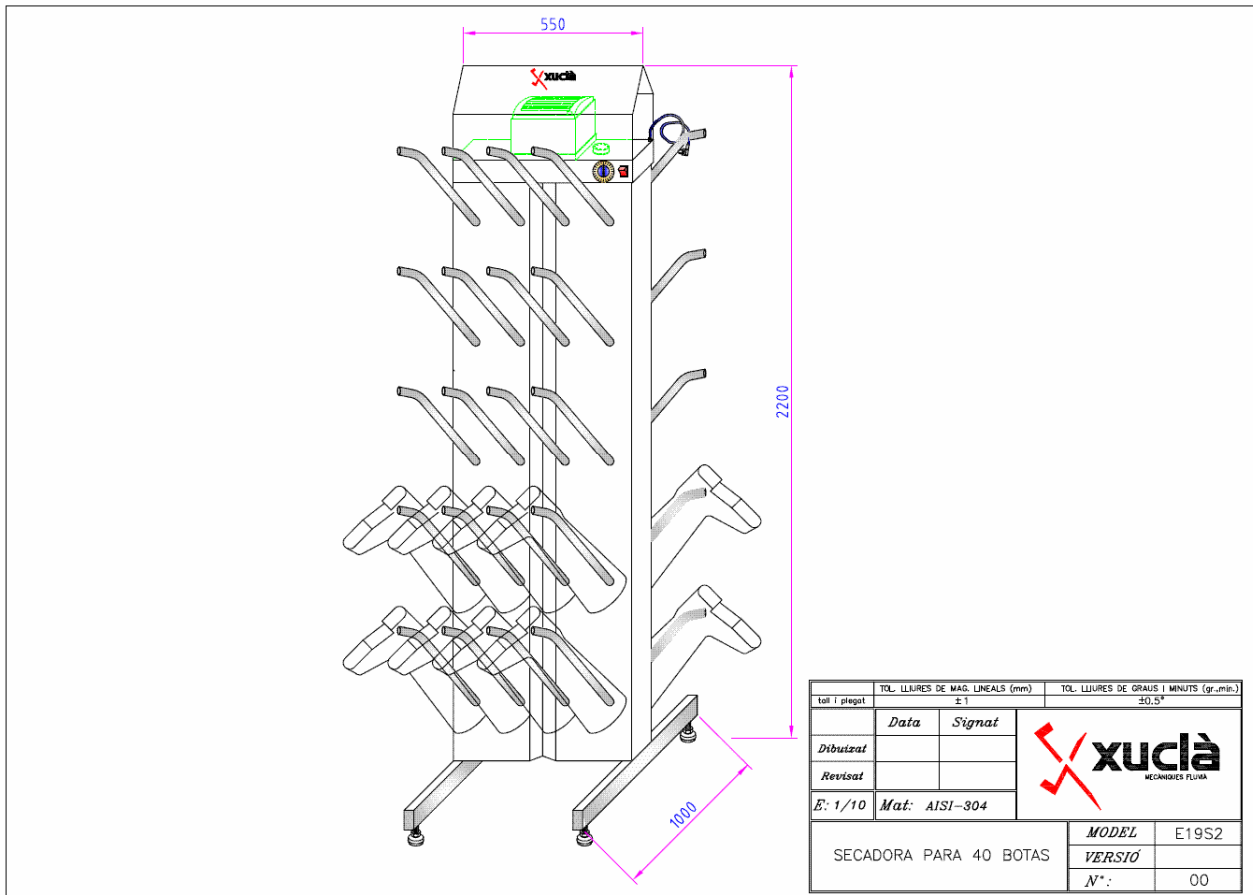 550
xuclà
2200
1000
TOL. LLIURES DE MAG. LINEALS (mm)
TOL. LLIURES DE GRAUS I MINUTS (gr.,min.)
tall i plegat
±1
±0.5°
Data
Signat
Dibuixat
Revisat
xuclà
MECÀNIQUES FLUVIA
E: 1/10
Mat: AISI-304
SECADORA PARA 40 BOTAS
MODEL
E19S2
VERSIÓ
N°:
00